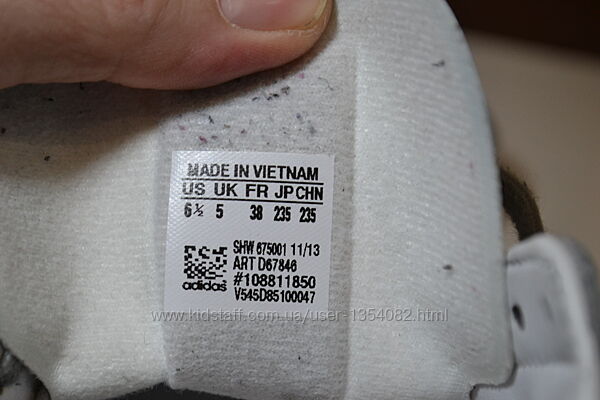 MADE IN VIETNAM
US UK FR JP CHN
6½ 5 38 235 235
SHW 675001 11/13
ART D67846
#108811850
adidas V545D85100047
www.kidstaff.com.ua/user-1354082.html